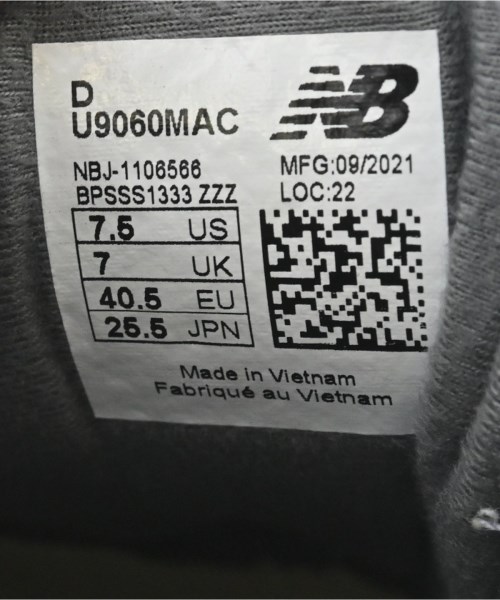 D
U9060MAC
NB
NBJ-1106566
BPSSS1333 ZZZ
MFG:09/2021
LOC:22
7.5 US
7 UK
40.5 EU
25.5 JPN
Made in Vietnam
Fabriqué au Vietnam